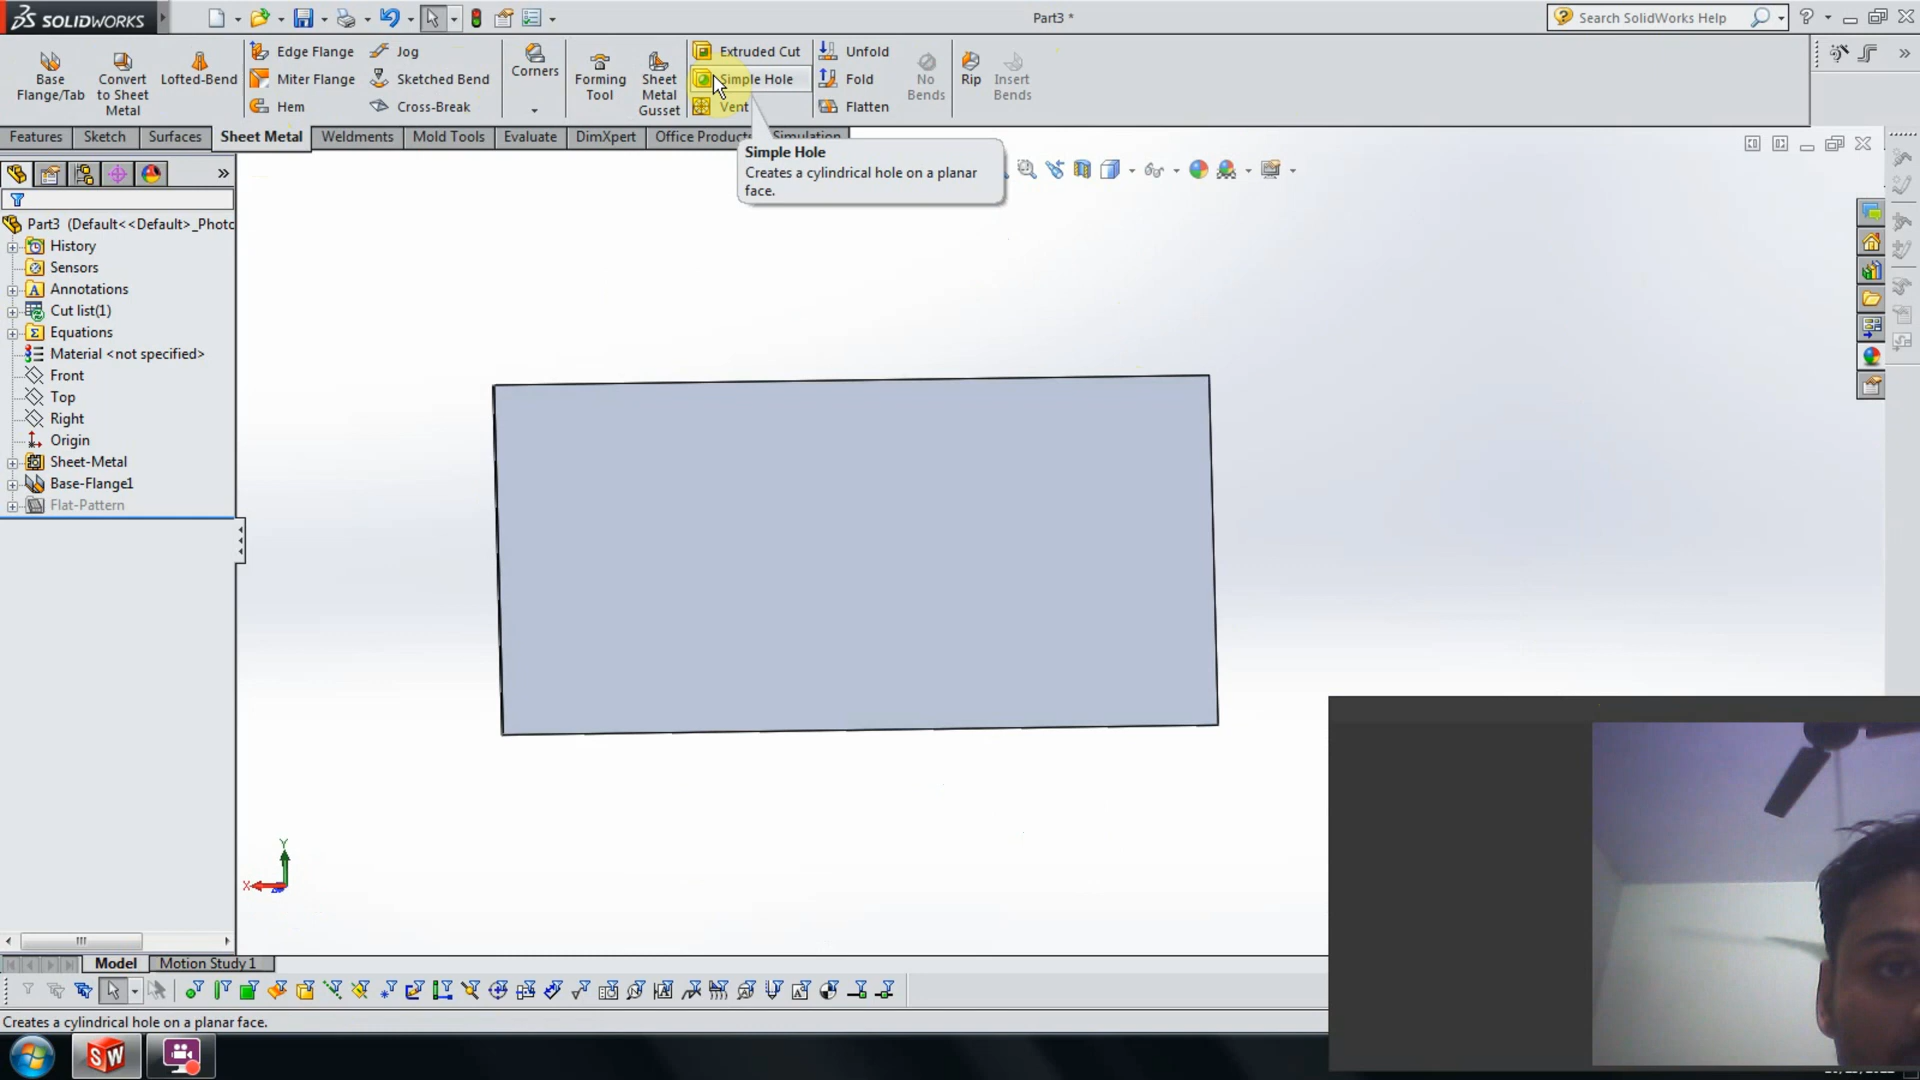 SOLIDWORKS
Part3 *
Search SolidWorks Help
Base Flange/Tab
Convert to Sheet Metal
Lofted-Bend
Edge Flange
Miter Flange
Hem
Jog
Sketched Bend
Cross-Break
Corners
Forming Tool
Sheet Metal Gusset
Extruded Cut
Simple Hole
Vent
Unfold
Fold
Flatten
No Bends
Rip
Insert Bends
Features
Sketch
Surfaces
Sheet Metal
Weldments
Mold Tools
Evaluate
DimXpert
Office Products
Simulation
Simple Hole
Creates a cylindrical hole on a planar
face.
Part3 (Default<<Default>_Photo
History
Sensors
Annotations
Cut list(1)
Equations
Material <not specified>
Front
Top
Right
Origin
Sheet-Metal
Base-Flange1
Flat-Pattern
Y
X
Model
Motion Study 1
Creates a cylindrical hole on a planar face.
SW